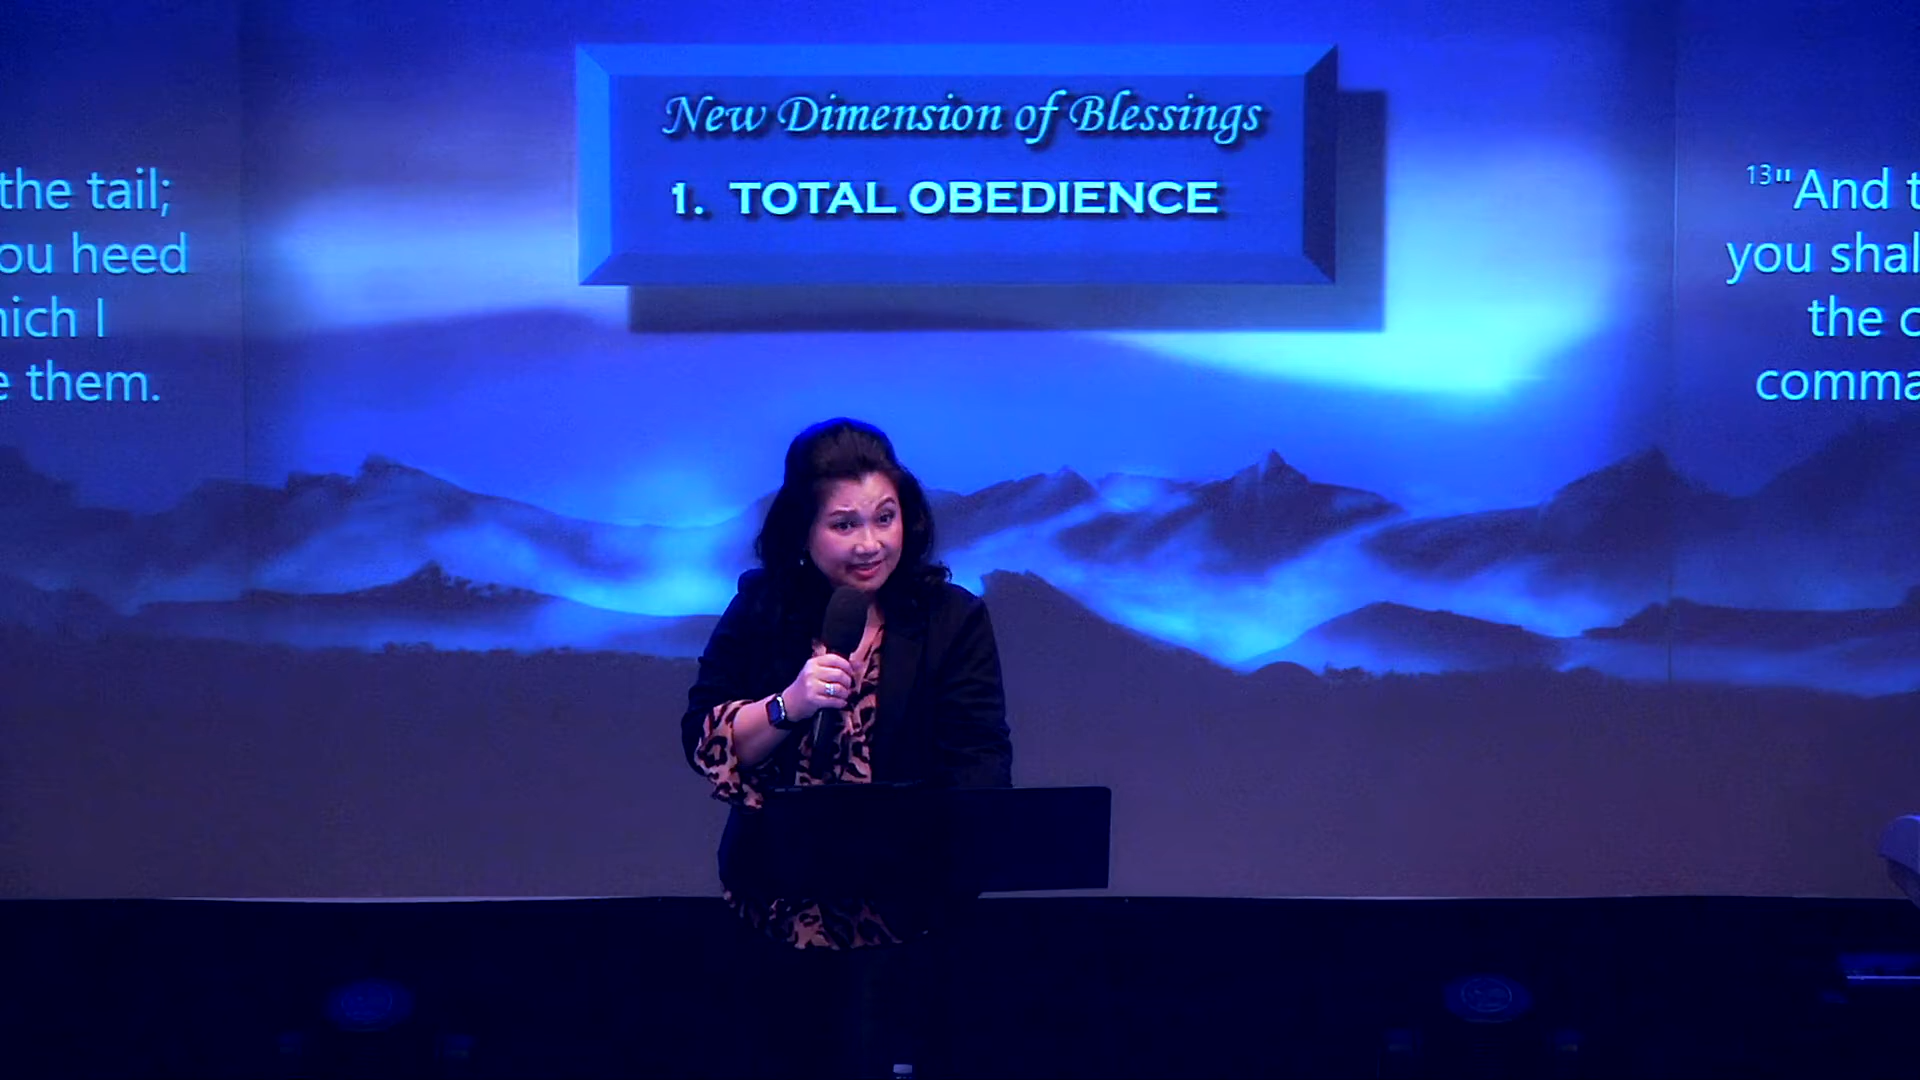 New Dimension of Blessings
1. TOTAL OBEDIENCE
the tail;
ou heed
hich I
e them.
13"And t
you shal
the c
comma